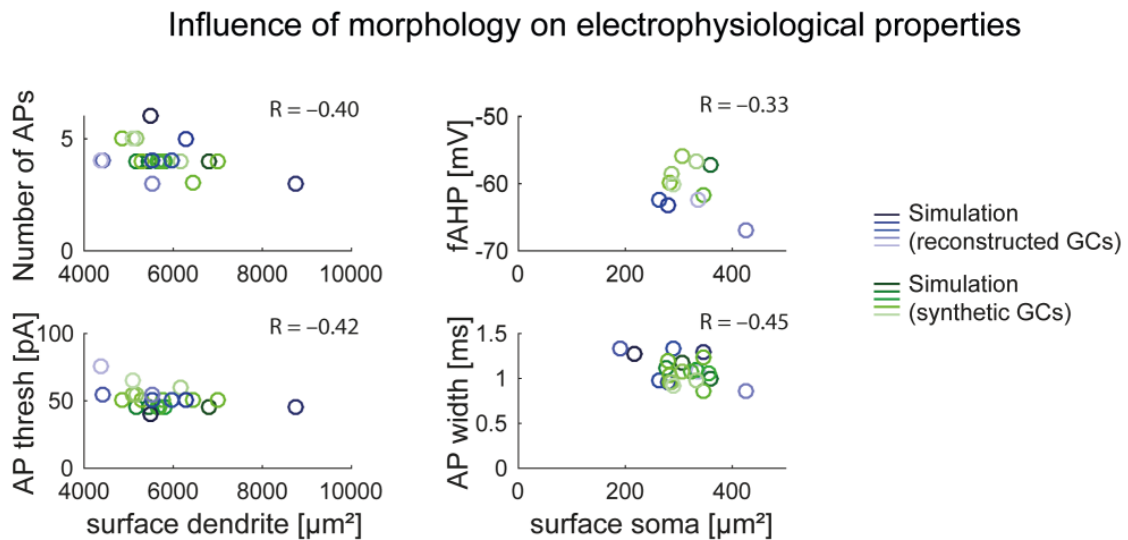 Influence of morphology on electrophysiological properties
Number of APs
5
0
R = –0.40
4000 6000 8000 10000
fAHP [mV]
-50
-60
-70
R = –0.33
0 200 400
Simulation
(reconstructed GCs)
Simulation
(synthetic GCs)
AP thresh [pA]
100
50
0
R = –0.42
4000 6000 8000 10000
surface dendrite [µm²]
AP width [ms]
1.5
1
0.5
0
R = –0.45
0 200 400
surface soma [µm²]